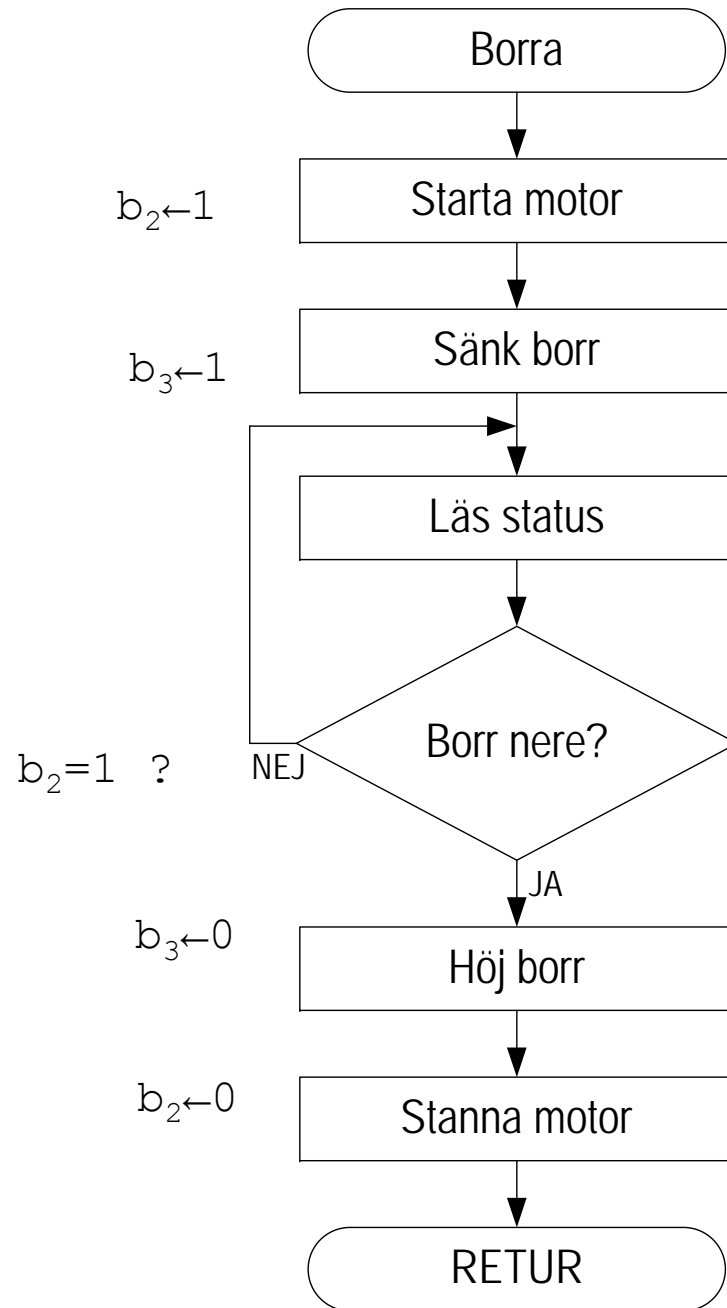 Borra
b₂←1
Starta motor
b₃←1
Sänk borr
Läs status
b₂=1 ?
NEJ
Borr nere?
JA
b₃←0
Höj borr
b₂←0
Stanna motor
RETUR